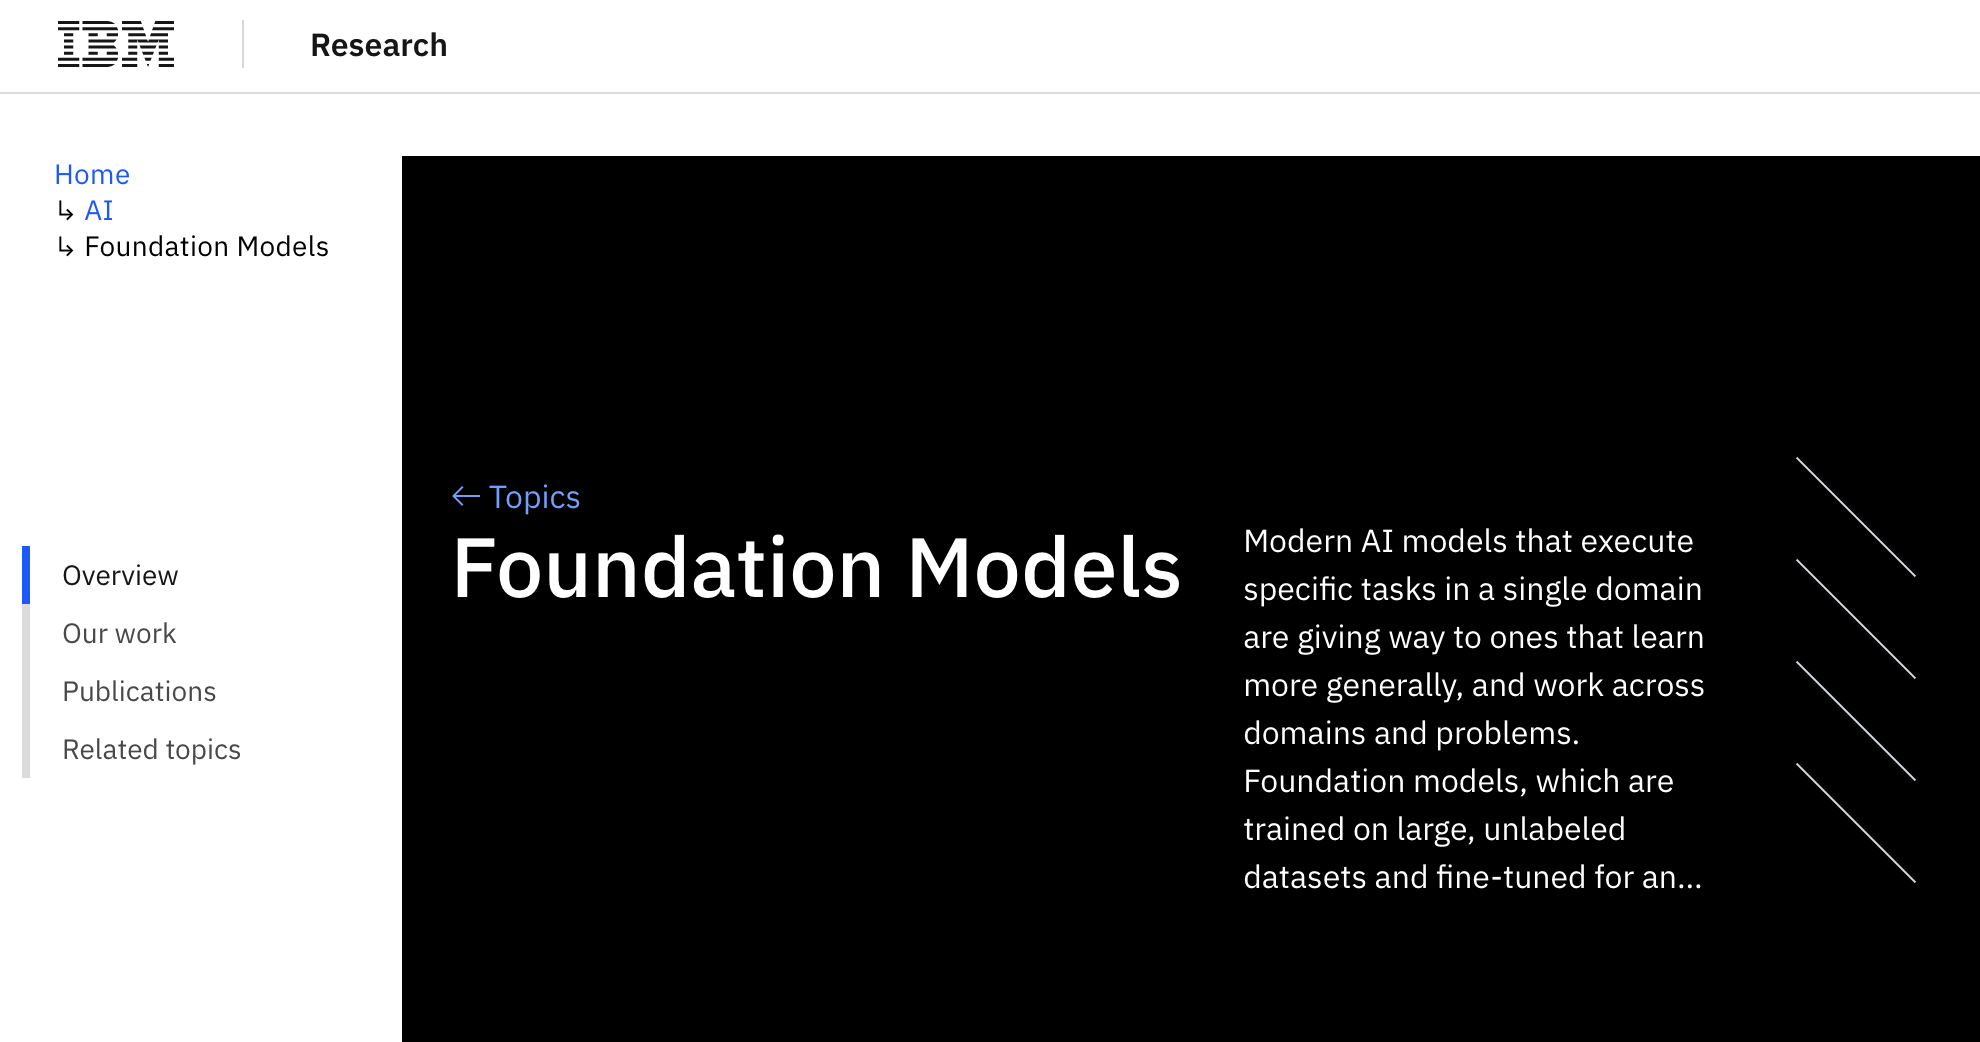 IBM
Research
Home
↳ AI
↳ Foundation Models
Overview
Our work
Publications
Related topics
← Topics
Foundation Models
Modern AI models that execute
specific tasks in a single domain
are giving way to ones that learn
more generally, and work across
domains and problems.
Foundation models, which are
trained on large, unlabeled
datasets and fine-tuned for an...